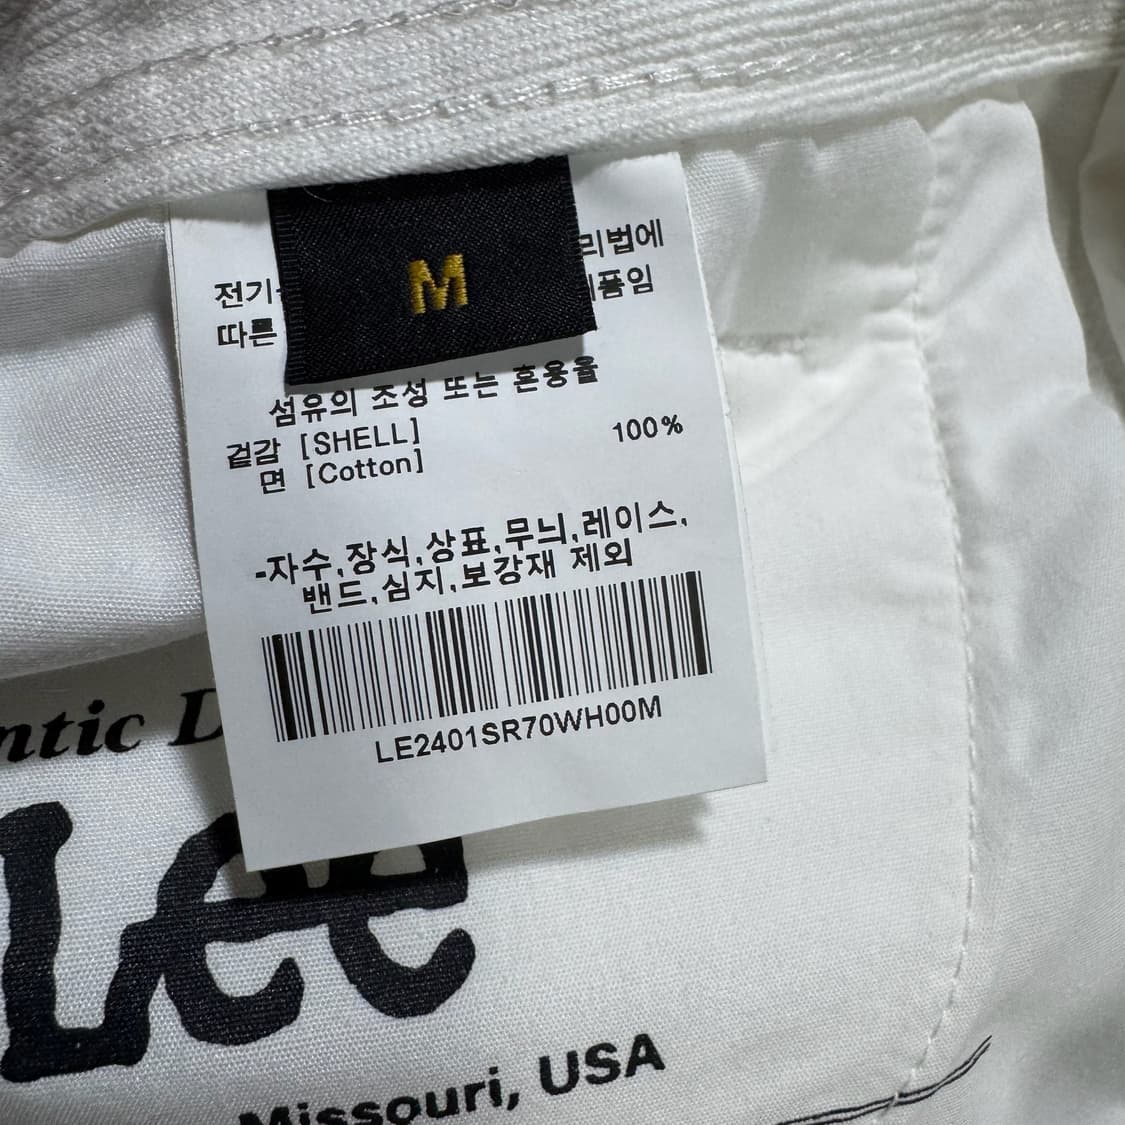 M
리법에
전기
품임
따른
섬유의 조성 또는 혼용율
겉감 [SHELL] 100%
면 [Cotton]
-자수,장식,상표,무늬,레이스,
밴드,심지,보강재 제외
LE2401SR70WH00M
Lee
Missouri, USA